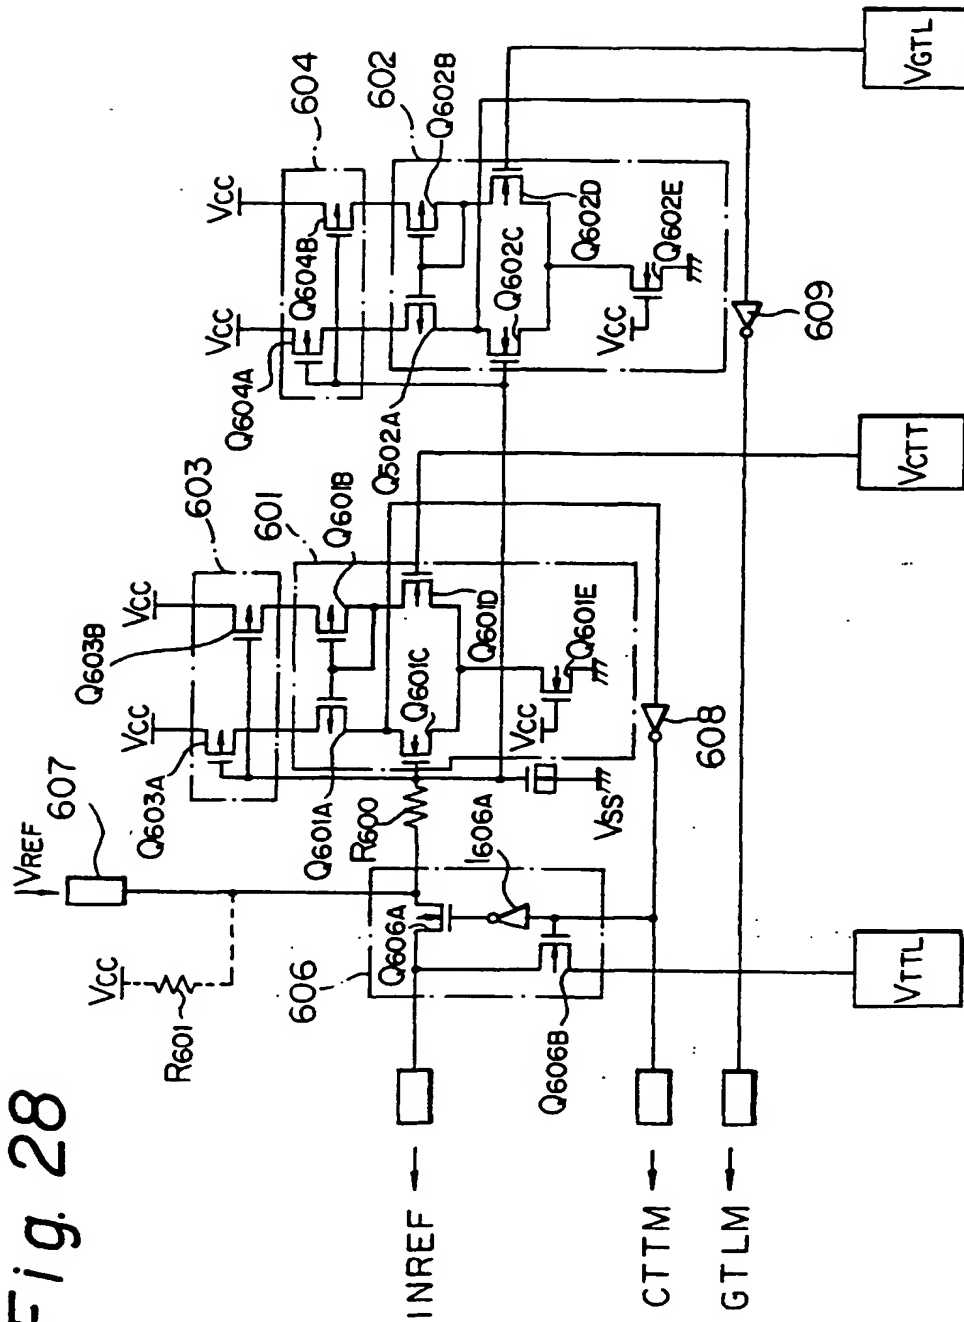 Fig. 28
VREF
607
VCC
R601
606
Q606A
I606A
Q606B
R600
VCC
VCC
603
Q603A
Q603B
601
Q601A
Q601B
Q601C
Q601D
Q601E
VCC
VSS
608
VCC
VCC
604
Q604A
Q604B
602
Q602B
Q502A
Q602C
Q602D
Q602E
VCC
609
INREF
CTTM
GTLM
VTTL
VCTT
VGTL